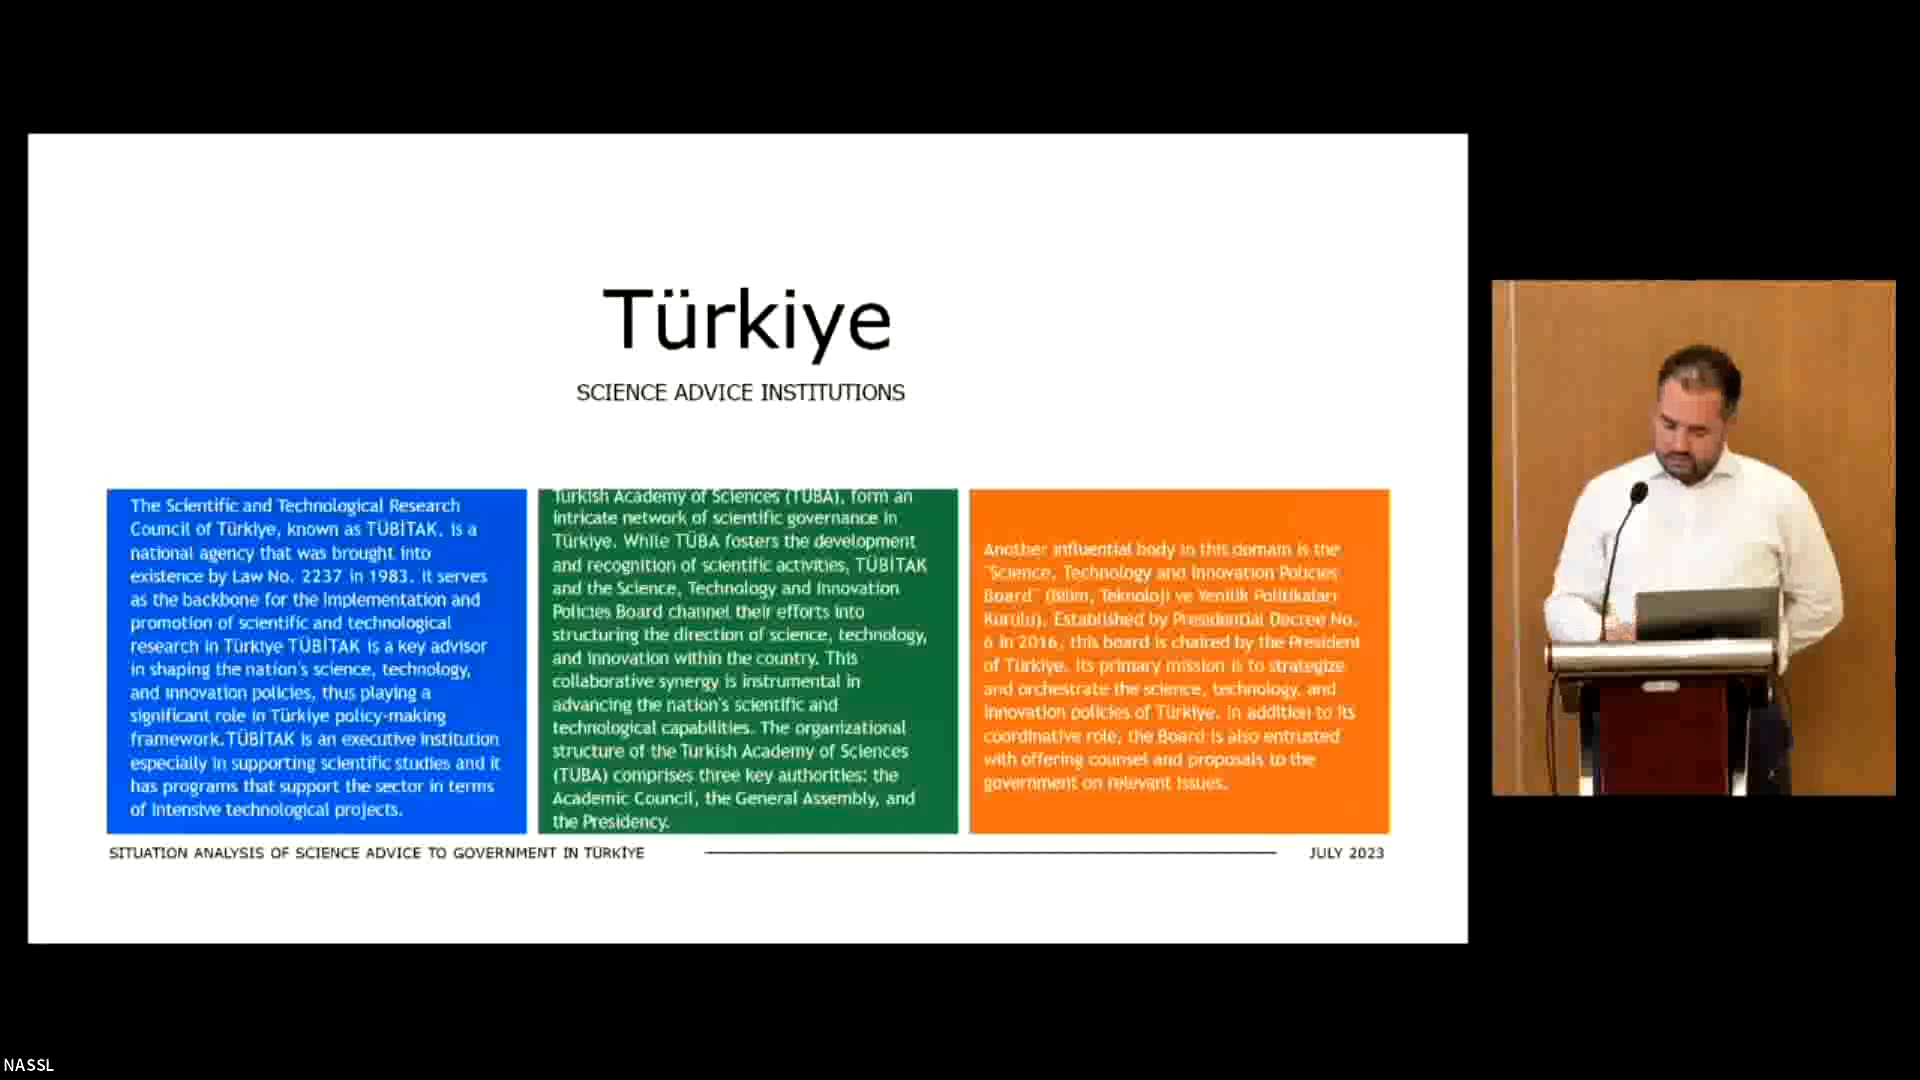 Türkiye
SCIENCE ADVICE INSTITUTIONS
The Scientific and Technological Research
Council of Türkiye, known as TÜBİTAK, is a
national agency that was brought into
existence by Law No. 2237 in 1983. It serves
as the backbone for the implementation and
promotion of scientific and technological
research in Türkiye TÜBİTAK is a key advisor
in shaping the nation's science, technology,
and innovation policies, thus playing a
significant role in Türkiye policy-making
framework.TÜBİTAK is an executive institution
especially in supporting scientific studies and it
has programs that support the sector in terms
of intensive technological projects.
Turkish Academy of Sciences (TÜBA), form an
intricate network of scientific governance in
Türkiye. While TÜBA fosters the development
and recognition of scientific activities, TÜBİTAK
and the Science, Technology and Innovation
Policies Board channel their efforts into
structuring the direction of science, technology,
and innovation within the country. This
collaborative synergy is instrumental in
advancing the nation's scientific and
technological capabilities. The organizational
structure of the Turkish Academy of Sciences
(TÜBA) comprises three key authorities: the
Academic Council, the General Assembly, and
the Presidency.
Another influential body in this domain is the
"Science, Technology and Innovation Policies
Board" (Bilim, Teknoloji ve Yenilik Politikaları
Kurulu). Established by Presidential Decree No.
6 in 2016, this board is chaired by the President
of Türkiye. Its primary mission is to strategize
and orchestrate the science, technology, and
innovation policies of Türkiye. In addition to its
coordinative role, the Board is also entrusted
with offering counsel and proposals to the
government on relevant issues.
SITUATION ANALYSIS OF SCIENCE ADVICE TO GOVERNMENT IN TÜRKİYE
JULY 2023
NASSL